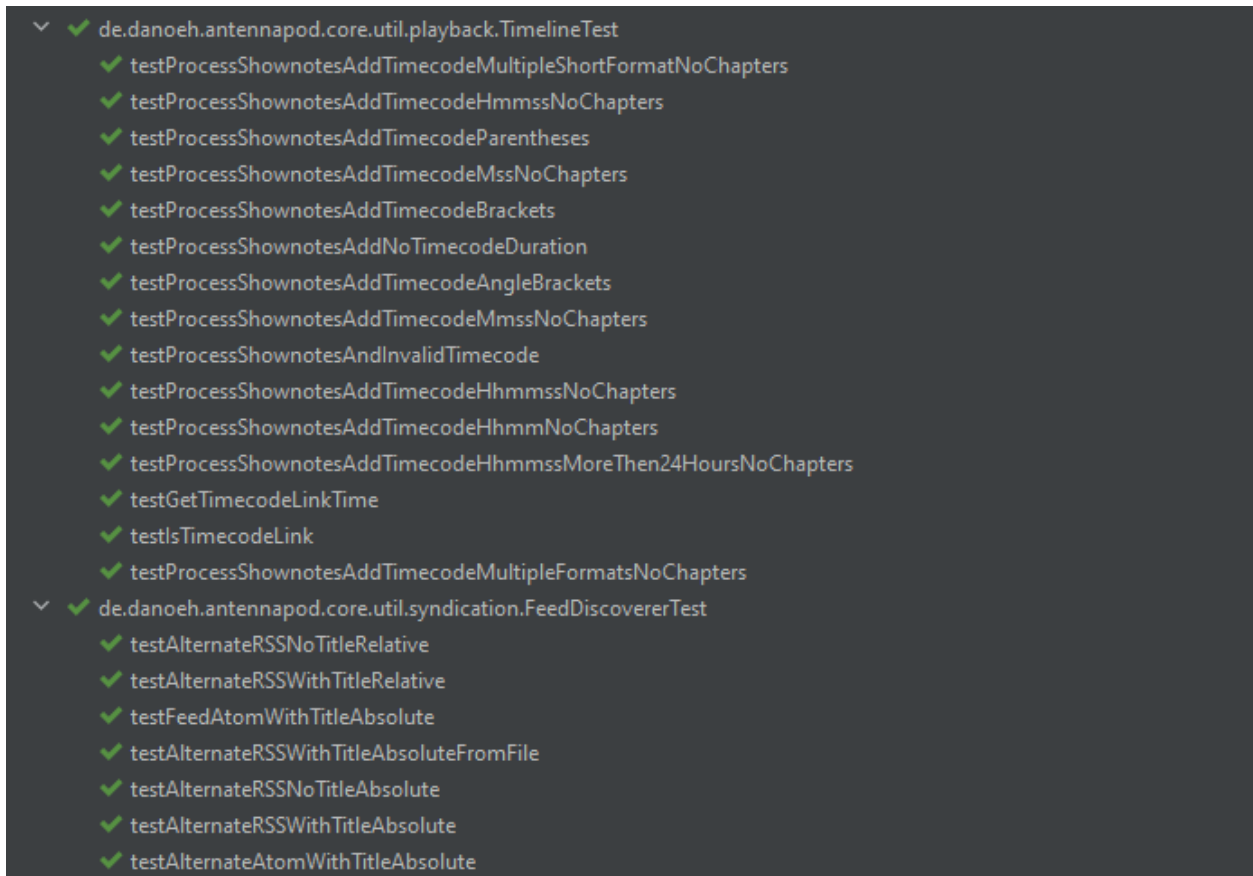 de.danoeh.antennapod.core.util.playback.TimelineTest
testProcessShownotesAddTimecodeMultipleShortFormatNoChapters
testProcessShownotesAddTimecodeHmmssNoChapters
testProcessShownotesAddTimecodeParentheses
testProcessShownotesAddTimecodeMssNoChapters
testProcessShownotesAddTimecodeBrackets
testProcessShownotesAddNoTimecodeDuration
testProcessShownotesAddTimecodeAngleBrackets
testProcessShownotesAddTimecodeMmssNoChapters
testProcessShownotesAndInvalidTimecode
testProcessShownotesAddTimecodeHhmmssNoChapters
testProcessShownotesAddTimecodeHhmmNoChapters
testProcessShownotesAddTimecodeHhmmssMoreThen24HoursNoChapters
testGetTimecodeLinkTime
testIsTimecodeLink
testProcessShownotesAddTimecodeMultipleFormatsNoChapters
de.danoeh.antennapod.core.util.syndication.FeedDiscovererTest
testAlternateRSSNoTitleRelative
testAlternateRSSWithTitleRelative
testFeedAtomWithTitleAbsolute
testAlternateRSSWithTitleAbsoluteFromFile
testAlternateRSSNoTitleAbsolute
testAlternateRSSWithTitleAbsolute
testAlternateAtomWithTitleAbsolute